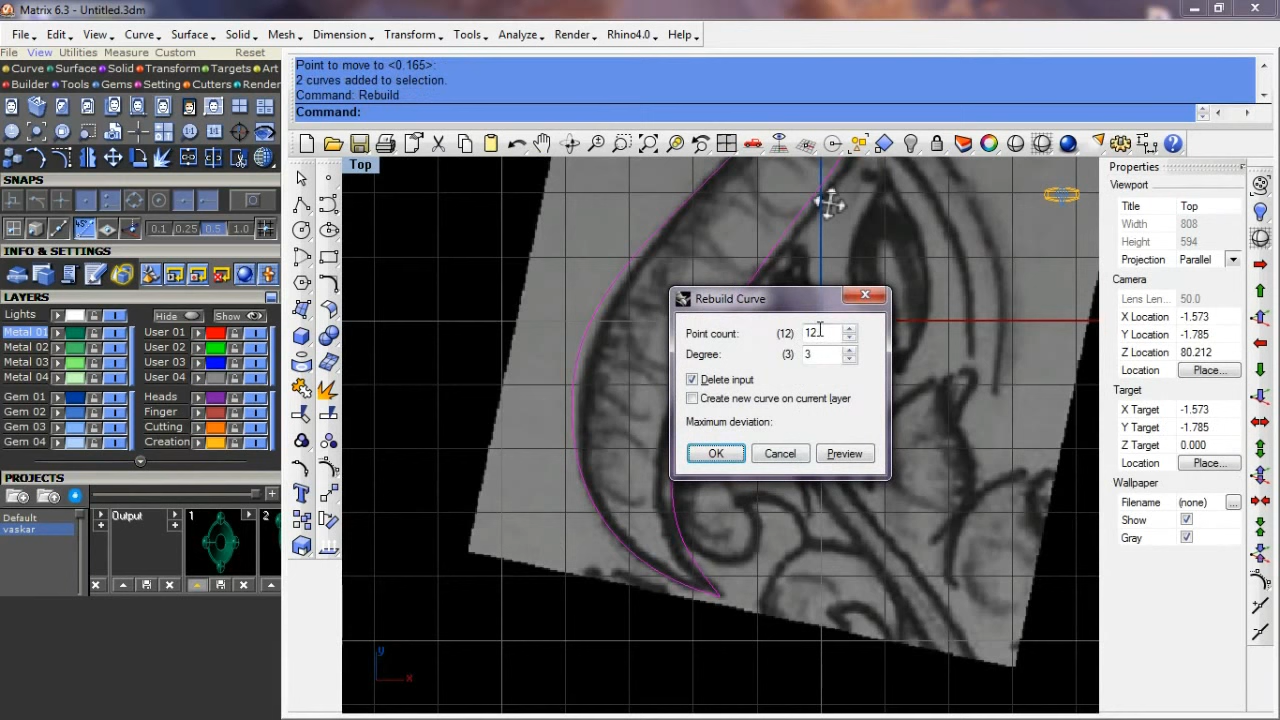 Matrix 6.3 - Untitled.3dm
File Edit View Curve Surface Solid Mesh Dimension Transform Tools Analyze Render Rhino4.0 Help
File View Utilities Measure Custom Reset
Curve Surface Solid Transform Targets Art
Builder Tools Gems Setting Cutters Render
Point to move to <0.165>:
2 curves added to selection.
Command: Rebuild
Command:
SNAPS
0.1 0.25 0.5 1.0
INFO & SETTINGS
LAYERS
Lights Hide Show
Metal 01 User 01
Metal 02 User 02
Metal 03 User 03
Metal 04 User 04
Gem 01 Heads
Gem 02 Finger
Gem 03 Cutting
Gem 04 Creation
Default
vaskar
Output 1 2
Top
y
x
Rebuild Curve
Point count: (12) 12
Degree: (3) 3
Delete input
Create new curve on current layer
Maximum deviation:
OK Cancel Preview
Properties
Viewport
Title Top
Width 808
Height 594
Projection Parallel
Camera
Lens Len... 50.0
X Location -1.573
Y Location -1.785
Z Location 80.212
Location Place...
Target
X Target -1.573
Y Target -1.785
Z Target 0.000
Location Place...
Wallpaper
Filename (none) ...
Show
Gray